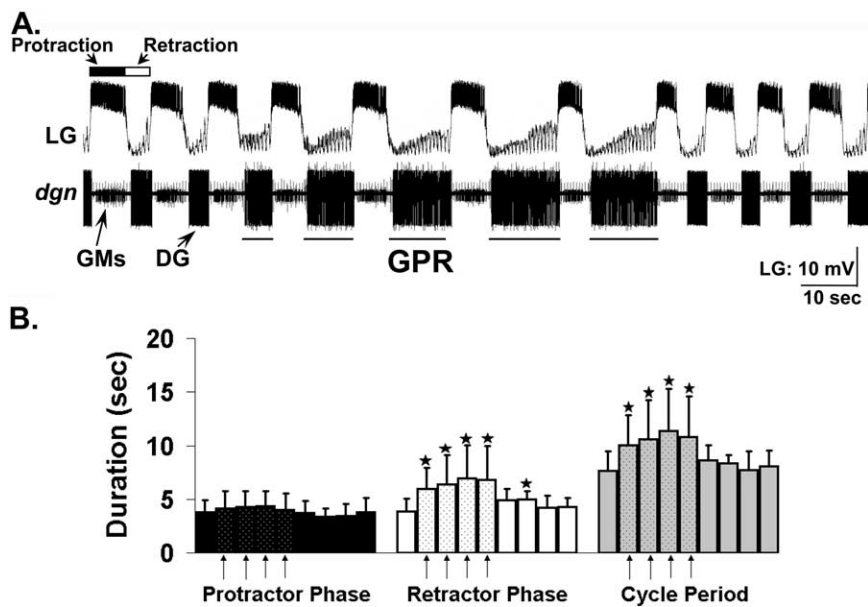 A.
Protraction Retraction
LG
dgn
GMs DG GPR
LG: 10 mV
10 sec
B.
Duration (sec)
20
15
10
5
0
Protractor Phase Retractor Phase Cycle Period